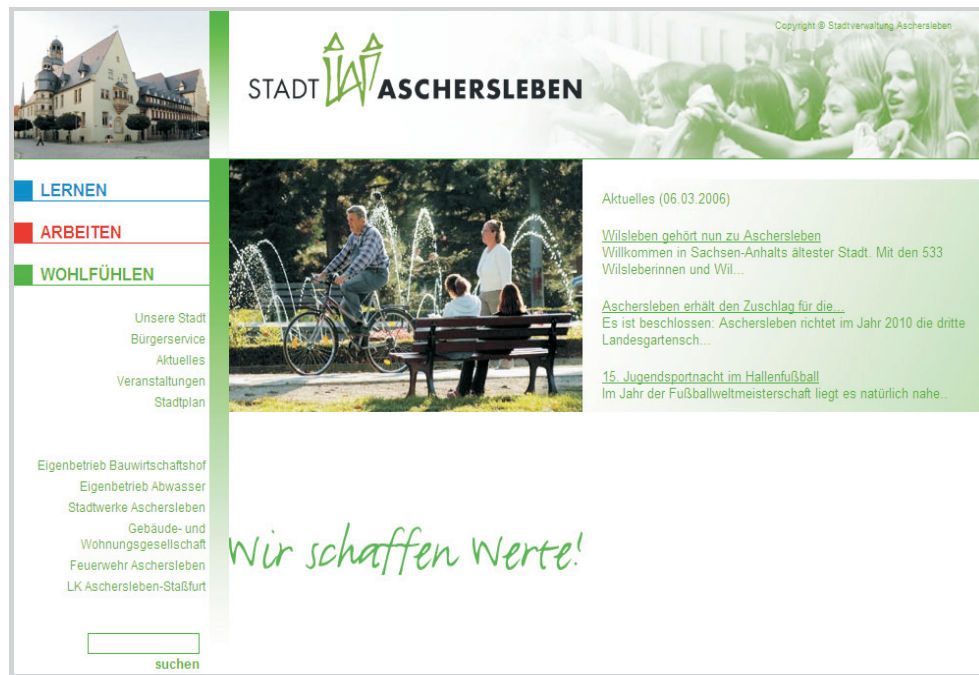 Copyright © Stadtverwaltung Aschersleben
STADT ASCHERSLEBEN
LERNEN
ARBEITEN
WOHLFÜHLEN
Unsere Stadt
Bürgerservice
Aktuelles
Veranstaltungen
Stadtplan
Eigenbetrieb Bauwirtschaftshof
Eigenbetrieb Abwasser
Stadtwerke Aschersleben
Gebäude- und
Wohnungsgesellschaft
Feuerwehr Aschersleben
LK Aschersleben-Staßfurt
suchen
Aktuelles (06.03.2006)
Wilsleben gehört nun zu Aschersleben
Willkommen in Sachsen-Anhalts ältester Stadt. Mit den 533
Wilsleberinnen und Wil...
Aschersleben erhält den Zuschlag für die...
Es ist beschlossen: Aschersleben richtet im Jahr 2010 die dritte
Landesgartensch...
15. Jugendsportnacht im Hallenfußball
Im Jahr der Fußballweltmeisterschaft liegt es natürlich nahe..
Wir schaffen Werte!